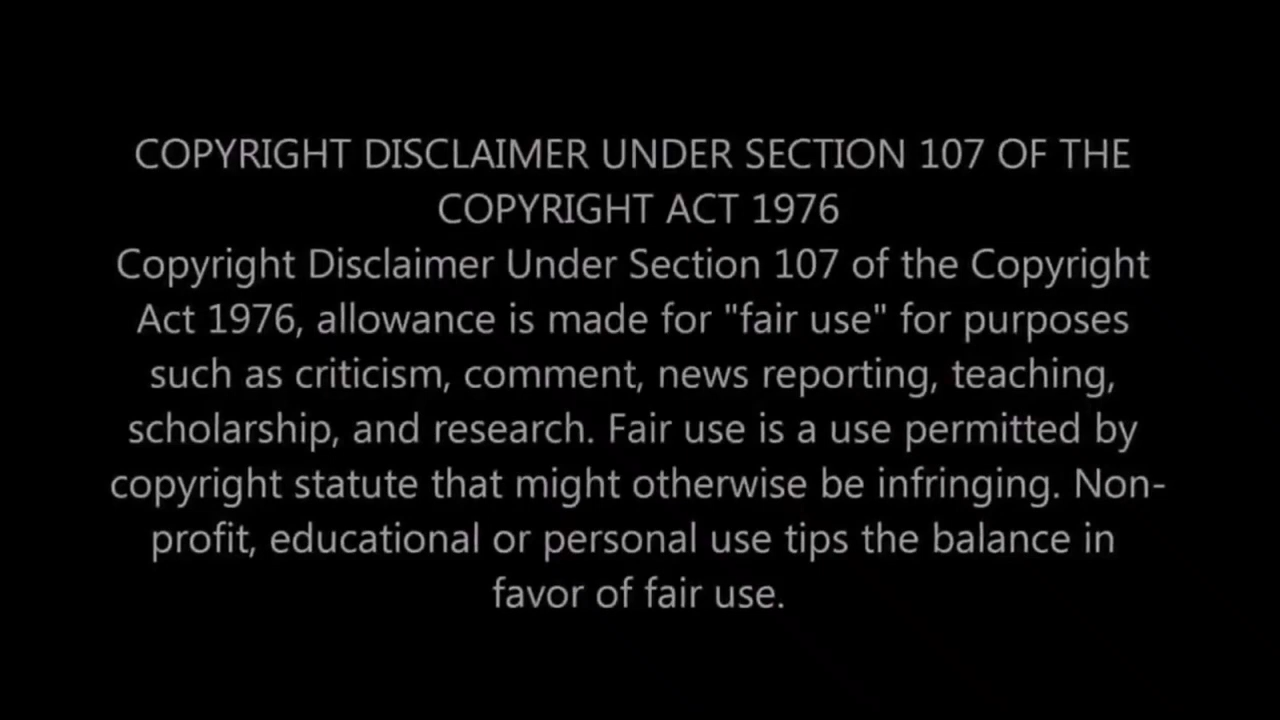 COPYRIGHT DISCLAIMER UNDER SECTION 107 OF THE
COPYRIGHT ACT 1976
Copyright Disclaimer Under Section 107 of the Copyright
Act 1976, allowance is made for "fair use" for purposes
such as criticism, comment, news reporting, teaching,
scholarship, and research. Fair use is a use permitted by
copyright statute that might otherwise be infringing. Non-
profit, educational or personal use tips the balance in
favor of fair use.